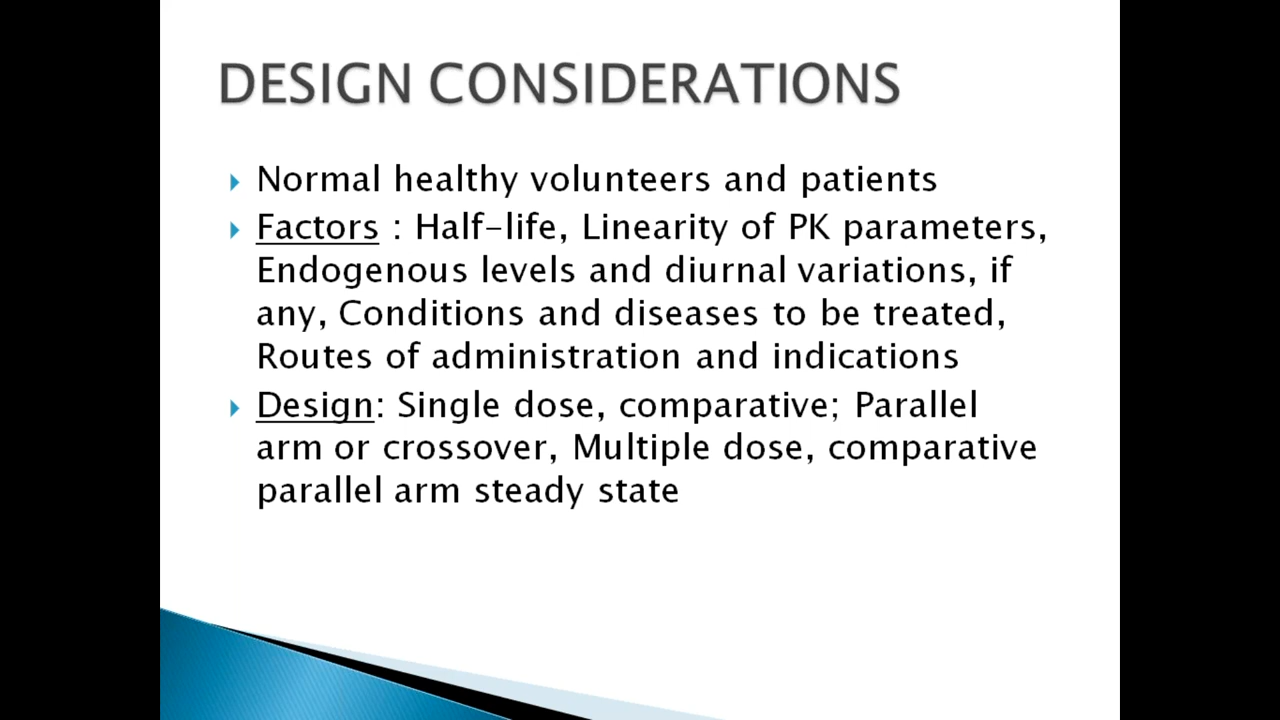 DESIGN CONSIDERATIONS
Normal healthy volunteers and patients
Factors : Half-life, Linearity of PK parameters,
Endogenous levels and diurnal variations, if
any, Conditions and diseases to be treated,
Routes of administration and indications
Design: Single dose, comparative; Parallel
arm or crossover, Multiple dose, comparative
parallel arm steady state